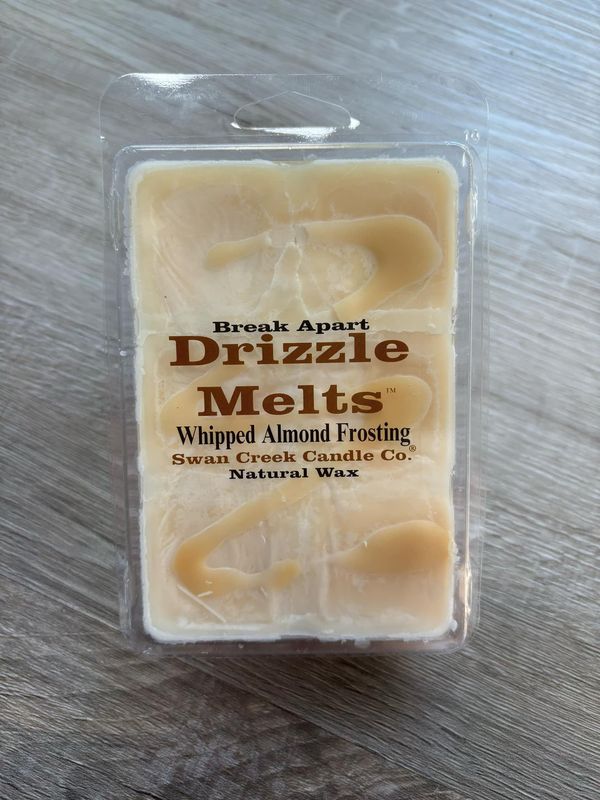 Break Apart
Drizzle
Melts™
Whipped Almond Frosting
Swan Creek Candle Co.®
Natural Wax